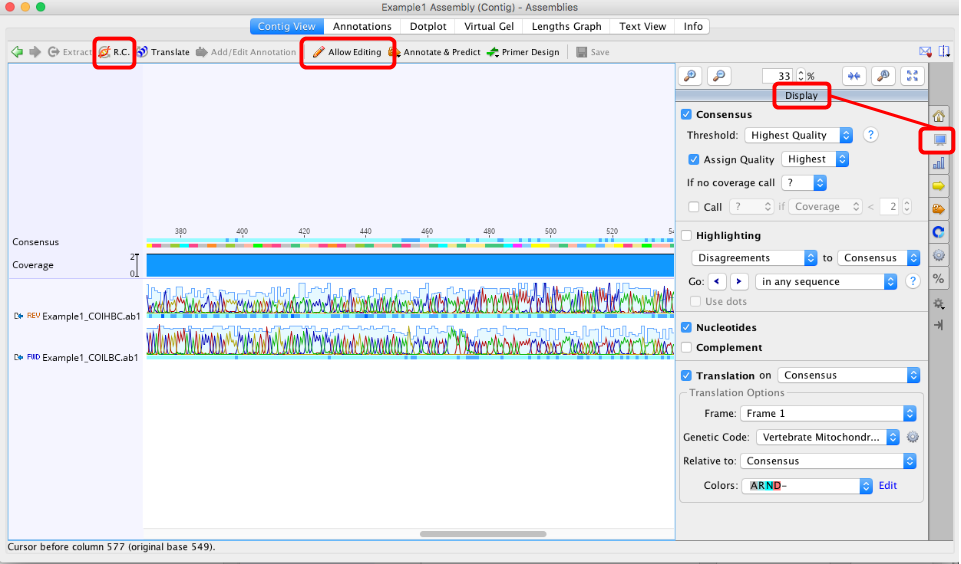 Example1 Assembly (Contig) - Assemblies
Contig View Annotations Dotplot Virtual Gel Lengths Graph Text View Info
Extract R.C. Translate Add/Edit Annotation Allow Editing Annotate & Predict Primer Design Save
33 %
Display
Consensus
Threshold: Highest Quality ?
Assign Quality Highest
If no coverage call ?
Call ? if Coverage < 2
380 400 420 440 460 480 500 520 54
Consensus
Highlighting
Coverage 2 0
Disagreements to Consensus
Go: in any sequence ?
Use dots
REV Example1_COIHBC.ab1
Nucleotides
Complement
FWD Example1_COILBC.ab1
Translation on Consensus
Translation Options
Frame: Frame 1
Genetic Code: Vertebrate Mitochondr...
Relative to: Consensus
Colors: ARND- Edit
Cursor before column 577 (original base 549).